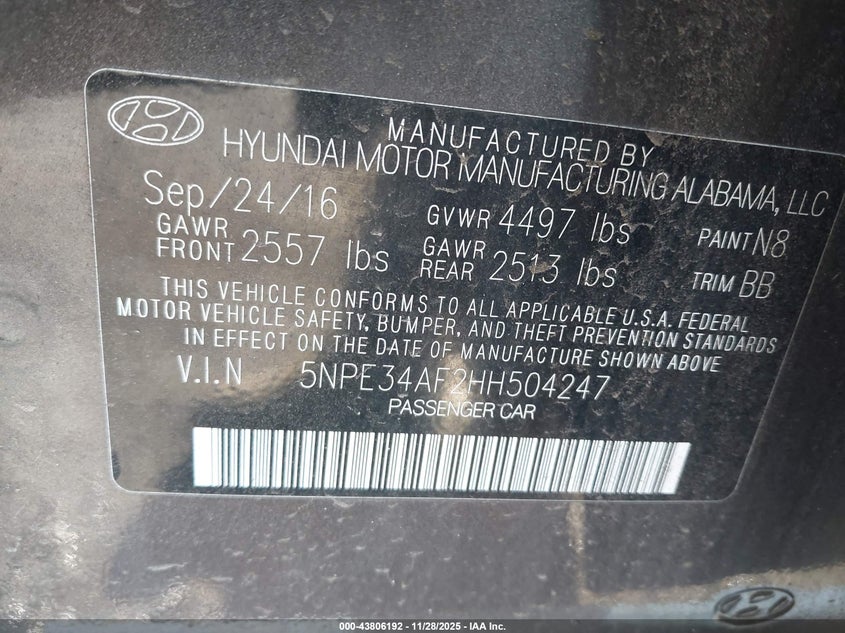 MANUFACTURED BY
HYUNDAI MOTOR MANUFACTURING ALABAMA, LLC
Sep/24/16 GVWR 4497 lbs PAINT N8
GAWR FRONT 2557 lbs GAWR REAR 2513 lbs TRIM BB
THIS VEHICLE CONFORMS TO ALL APPLICABLE U.S.A. FEDERAL
MOTOR VEHICLE SAFETY, BUMPER, AND THEFT PREVENTION STANDARDS
IN EFFECT ON THE DATE OF MANUFACTURE SHOWN ABOVE
V.I.N 5NPE34AF2HH504247
PASSENGER CAR
000-43806192 - 11/28/2025 - IAA Inc.